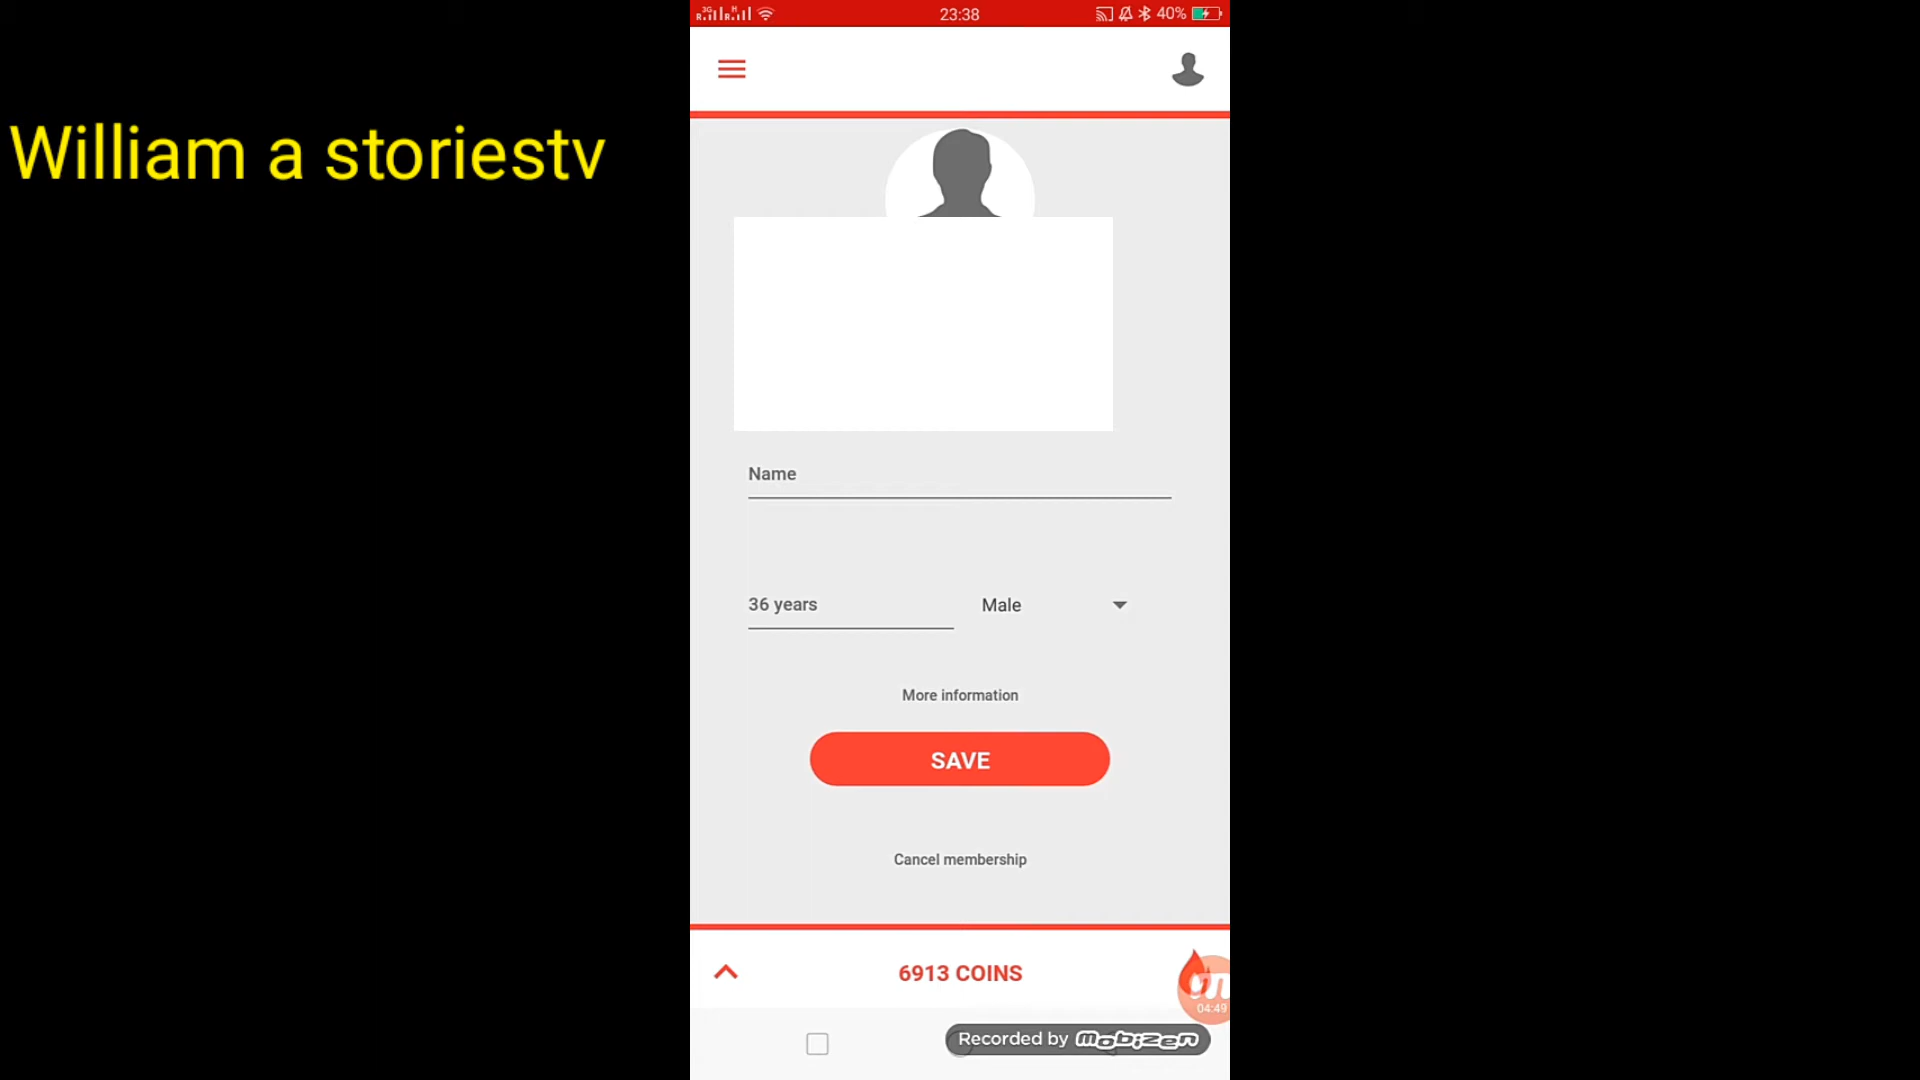 3G H 23:38 40%
William a storiestv
Name
36 years Male
More information
SAVE
Cancel membership
6913 COINS
04:49
Recorded by mobizen